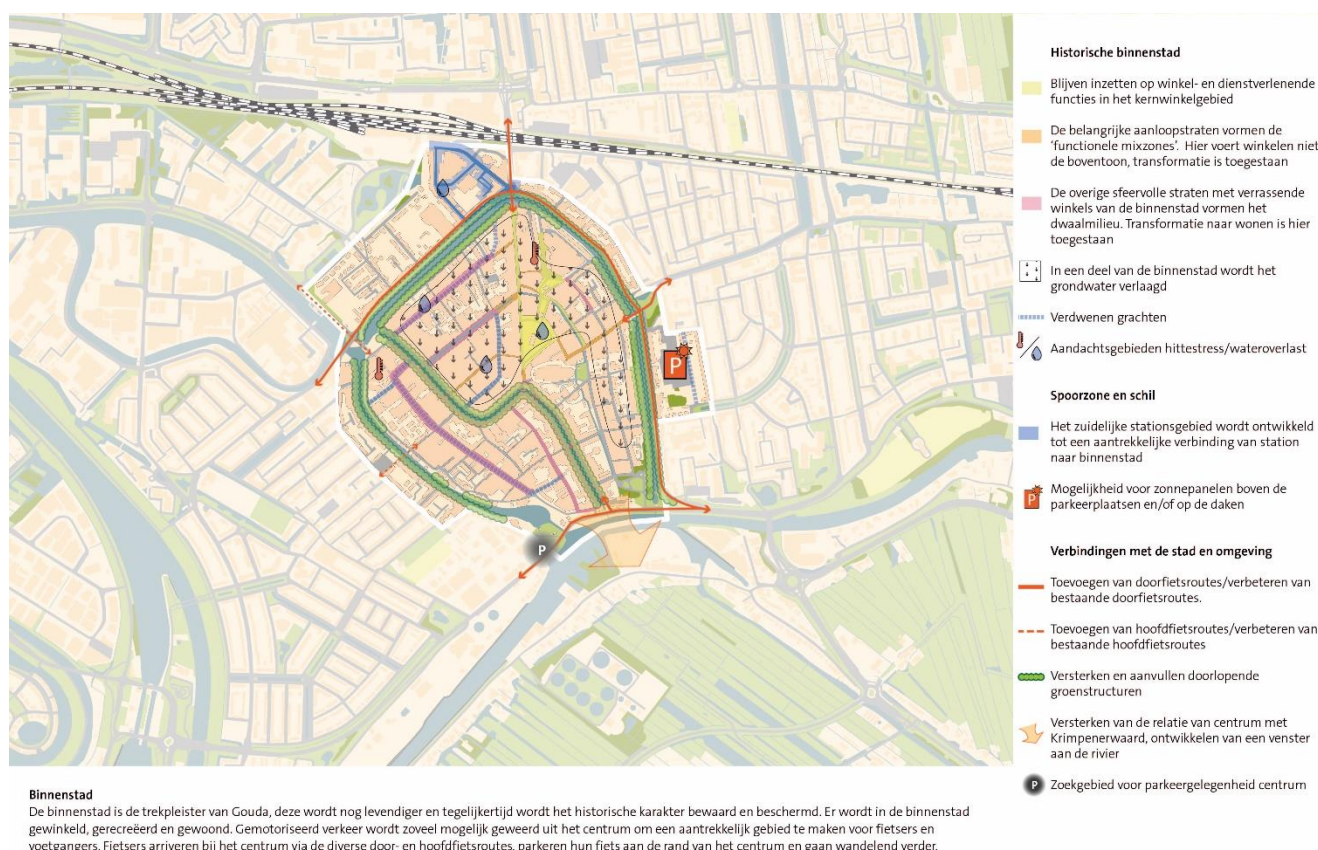 Historische binnenstad
Blijven inzetten op winkel- en dienstverlenende
functies in het kernwinkelgebied
De belangrijke aanloopstraten vormen de
‘functionele mixzones’. Hier voert winkelen niet
de boventoon, transformatie is toegestaan
De overige sfeervolle straten met verrassende
winkels van de binnenstad vormen het
dwaalmilieu. Transformatie naar wonen is hier
toegestaan
In een deel van de binnenstad wordt het
grondwater verlaagd
Verdwenen grachten
Aandachtsgebieden hittestress/wateroverlast
Spoorzone en schil
Het zuidelijke stationsgebied wordt ontwikkeld
tot een aantrekkelijke verbinding van station
naar binnenstad
P
Mogelijkheid voor zonnepanelen boven de
parkeerplaatsen en/of op de daken
Verbindingen met de stad en omgeving
Toevoegen van doorfietsroutes/verbeteren van
bestaande doorfietsroutes.
Toevoegen van hoofdfietsroutes/verbeteren van
bestaande hoofdfietsroutes
Versterken en aanvullen doorlopende
groenstructuren
Versterken van de relatie van centrum met
Krimpenerwaard, ontwikkelen van een venster
aan de rivier
P
Zoekgebied voor parkeergelegenheid centrum
P
P
Binnenstad
De binnenstad is de trekpleister van Gouda, deze wordt nog levendiger en tegelijkertijd wordt het historische karakter bewaard en beschermd. Er wordt in de binnenstad
gewinkeld, gerecreëerd en gewoond. Gemotoriseerd verkeer wordt zoveel mogelijk geweerd uit het centrum om een aantrekkelijk gebied te maken voor fietsers en
voetgangers. Fietsers arriveren bij het centrum via de diverse door- en hoofdfietsroutes, parkeren hun fiets aan de rand van het centrum en gaan wandelend verder.